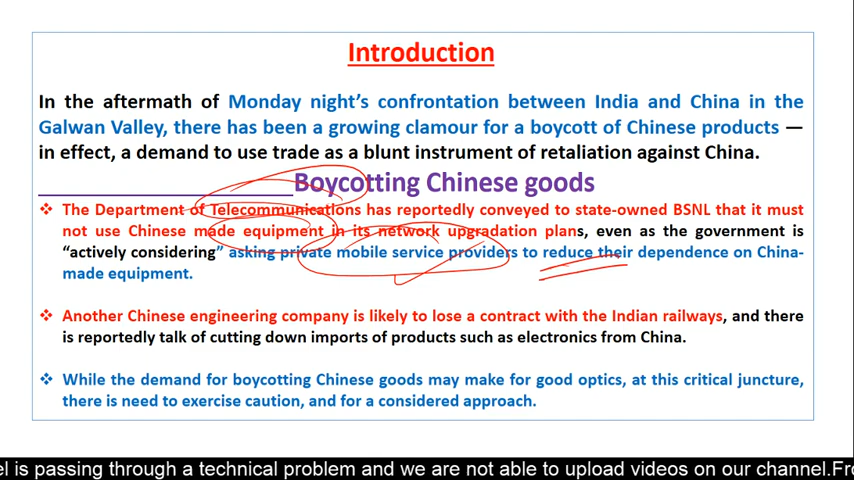 Introduction
In the aftermath of Monday night's confrontation between India and China in the
Galwan Valley, there has been a growing clamour for a boycott of Chinese products —
in effect, a demand to use trade as a blunt instrument of retaliation against China.
Boycotting Chinese goods
❖ The Department of Telecommunications has reportedly conveyed to state-owned BSNL that it must
not use Chinese made equipment in its network upgradation plans, even as the government is
“actively considering” asking private mobile service providers to reduce their dependence on China-
made equipment.
❖ Another Chinese engineering company is likely to lose a contract with the Indian railways, and there
is reportedly talk of cutting down imports of products such as electronics from China.
❖ While the demand for boycotting Chinese goods may make for good optics, at this critical juncture,
there is need to exercise caution, and for a considered approach.
el is passing through a technical problem and we are not able to upload videos on our channel.Fro